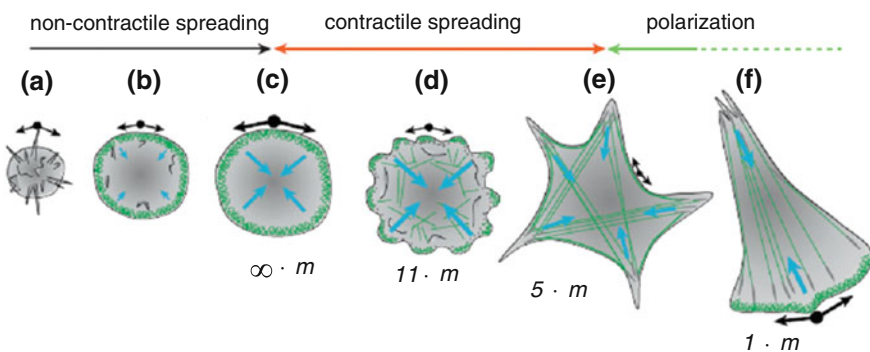 non-contractile spreading contractile spreading polarization
(a) (b) (c) (d) (e) (f)
∞ · m 11 · m 5 · m
1 · m